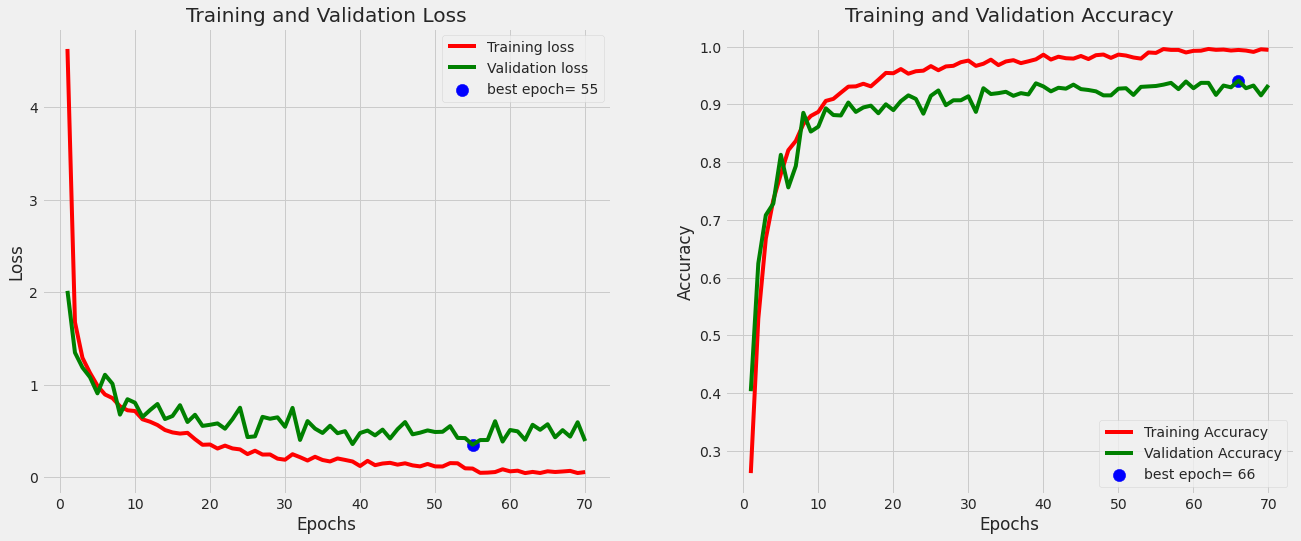 Training and Validation Loss
Training loss
Validation loss
best epoch= 55
4
3
2
1
0
Loss
0 10 20 30 40 50 60 70
Epochs
Training and Validation Accuracy
1.0
0.9
0.8
0.7
0.6
0.5
0.4
0.3
Accuracy
Training Accuracy
Validation Accuracy
best epoch= 66
0 10 20 30 40 50 60 70
Epochs